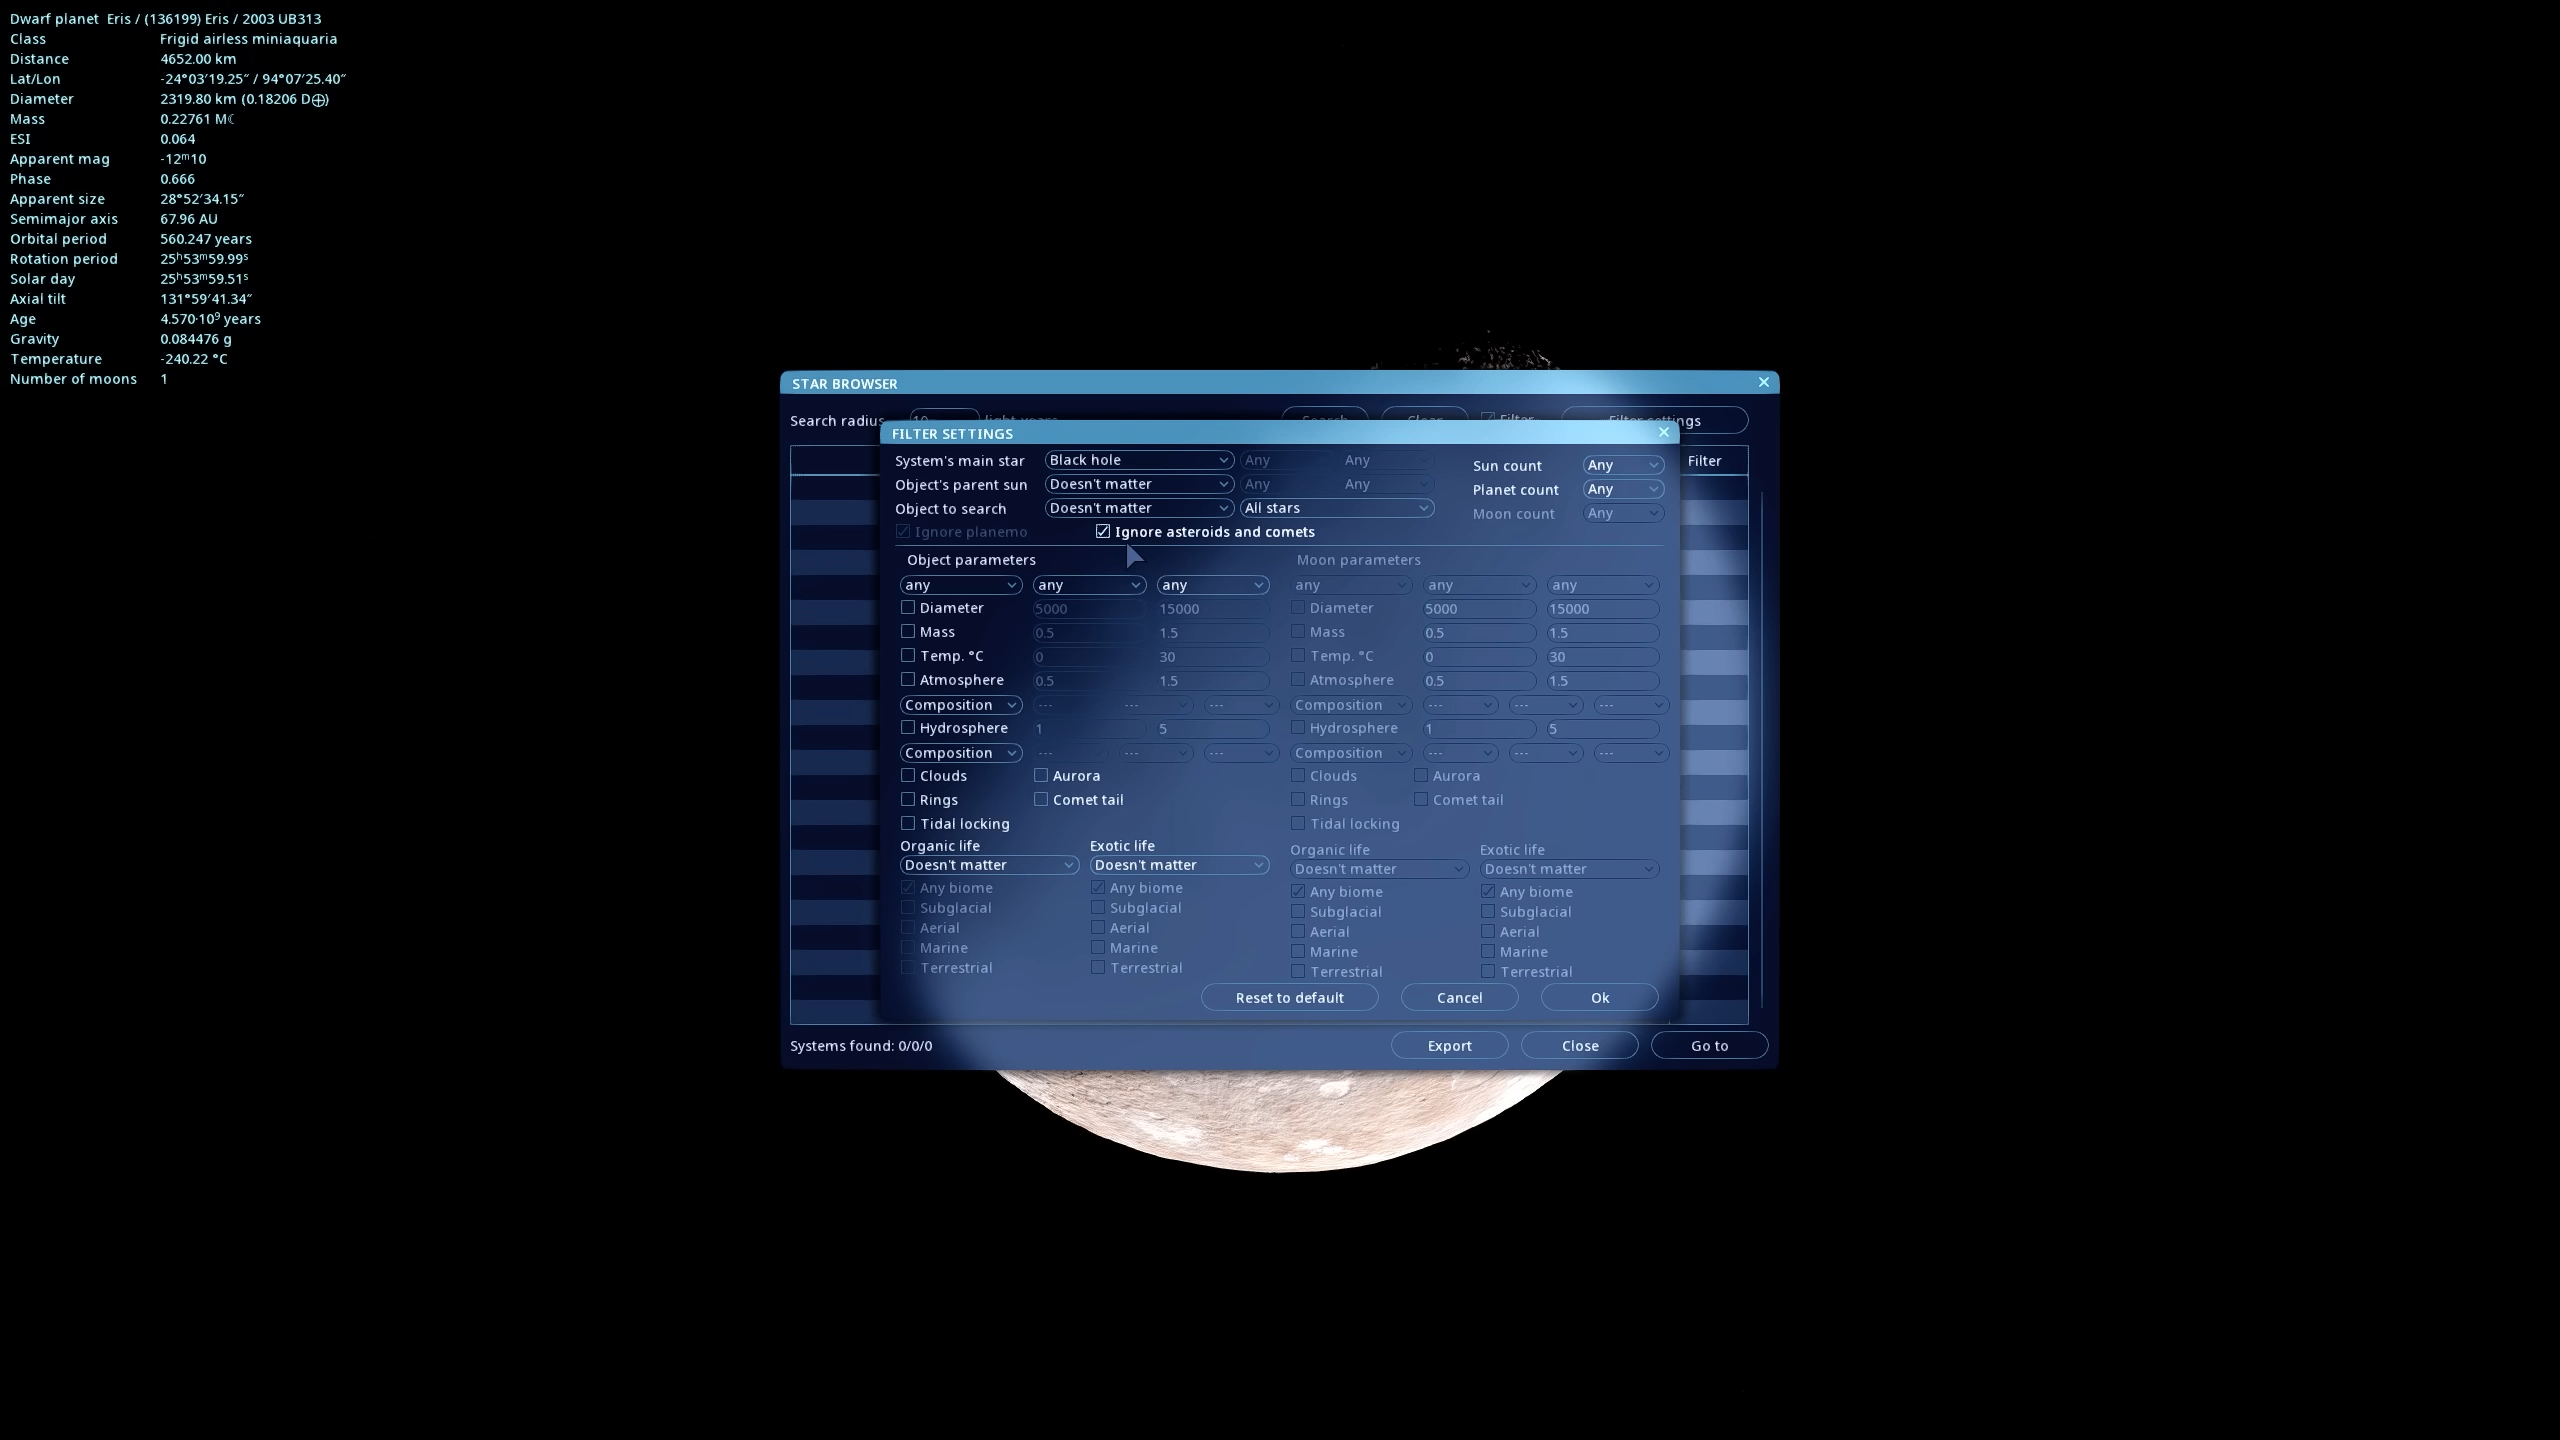 Dwarf planet Eris / (136199) Eris / 2003 UB313
Class Frigid airless miniaquaria
Distance 4652.00 km
Lat/Lon -24°03′19.25″ / 94°07′25.40″
Diameter 2319.80 km (0.18206 D⊕)
Mass 0.22761 M☾
ESI 0.064
Apparent mag -12ᵐ10
Phase 0.666
Apparent size 28°52′34.15″
Semimajor axis 67.96 AU
Orbital period 560.247 years
Rotation period 25ʰ53ᵐ59.99ˢ
Solar day 25ʰ53ᵐ59.51ˢ
Axial tilt 131°59′41.34″
Age 4.570·10⁹ years
Gravity 0.084476 g
Temperature -240.22 °C
Number of moons 1
STAR BROWSER
Search radius 10 light years Search Clear Filter Filter settings
FILTER SETTINGS
Filter
System's main star Black hole Any Any Sun count Any
Object's parent sun Doesn't matter Any Any Planet count Any
Object to search Doesn't matter All stars Moon count Any
Ignore planemo Ignore asteroids and comets
Object parameters Moon parameters
any any any any any any
Diameter 5000 15000 Diameter 5000 15000
Mass 0.5 1.5 Mass 0.5 1.5
Temp. °C 0 30 Temp. °C 0 30
Atmosphere 0.5 1.5 Atmosphere 0.5 1.5
Composition --- --- --- Composition --- --- ---
Hydrosphere 1 5 Hydrosphere 1 5
Composition --- --- --- Composition --- --- ---
Clouds Aurora Clouds Aurora
Rings Comet tail Rings Comet tail
Tidal locking Tidal locking
Organic life Exotic life Organic life Exotic life
Doesn't matter Doesn't matter Doesn't matter Doesn't matter
Any biome Any biome Any biome Any biome
Subglacial Subglacial Subglacial Subglacial
Aerial Aerial Aerial Aerial
Marine Marine Marine Marine
Terrestrial Terrestrial Terrestrial Terrestrial
Reset to default Cancel Ok
Systems found: 0/0/0 Export Close Go to